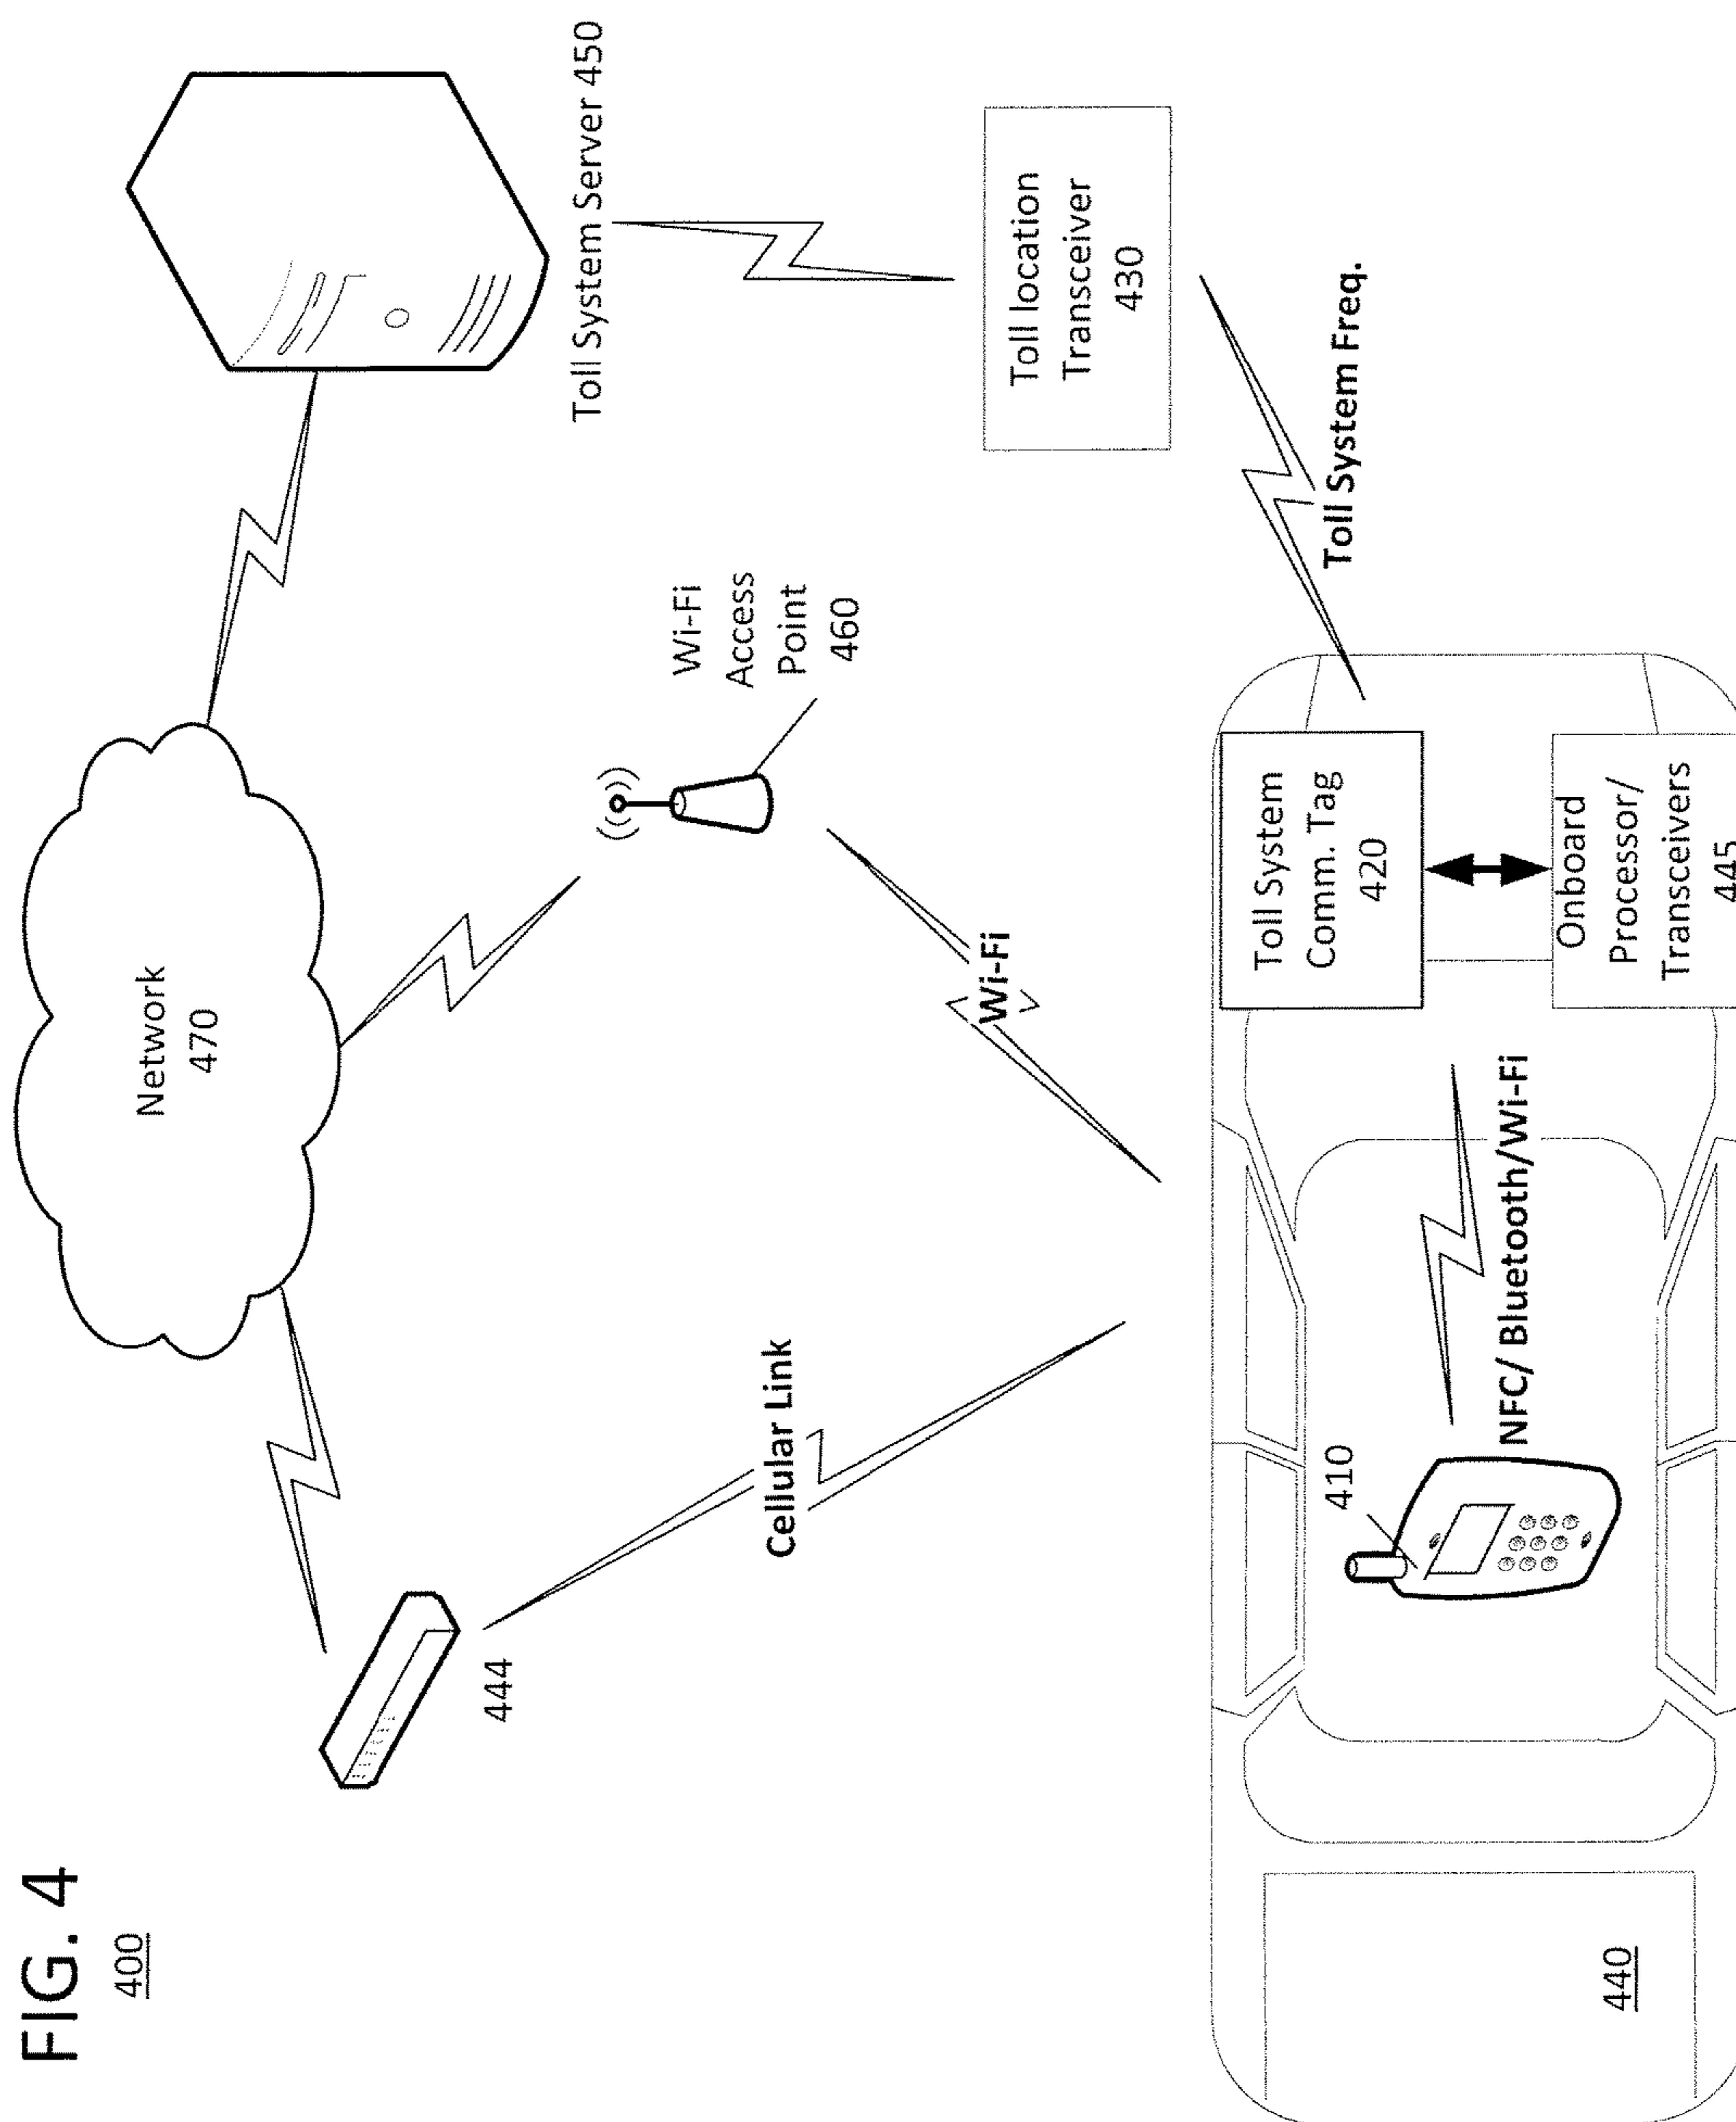 FIG. 4
400
Network
470
Toll System Server 450
444
Wi-Fi
Access
Point
460
Cellular Link
Wi-Fi
Toll location
Transceiver
430
Toll System Freq.
410
NFC/ Bluetooth/Wi-Fi
Toll System
Comm. Tag
420
Onboard
Processor/
Transceivers
445
440